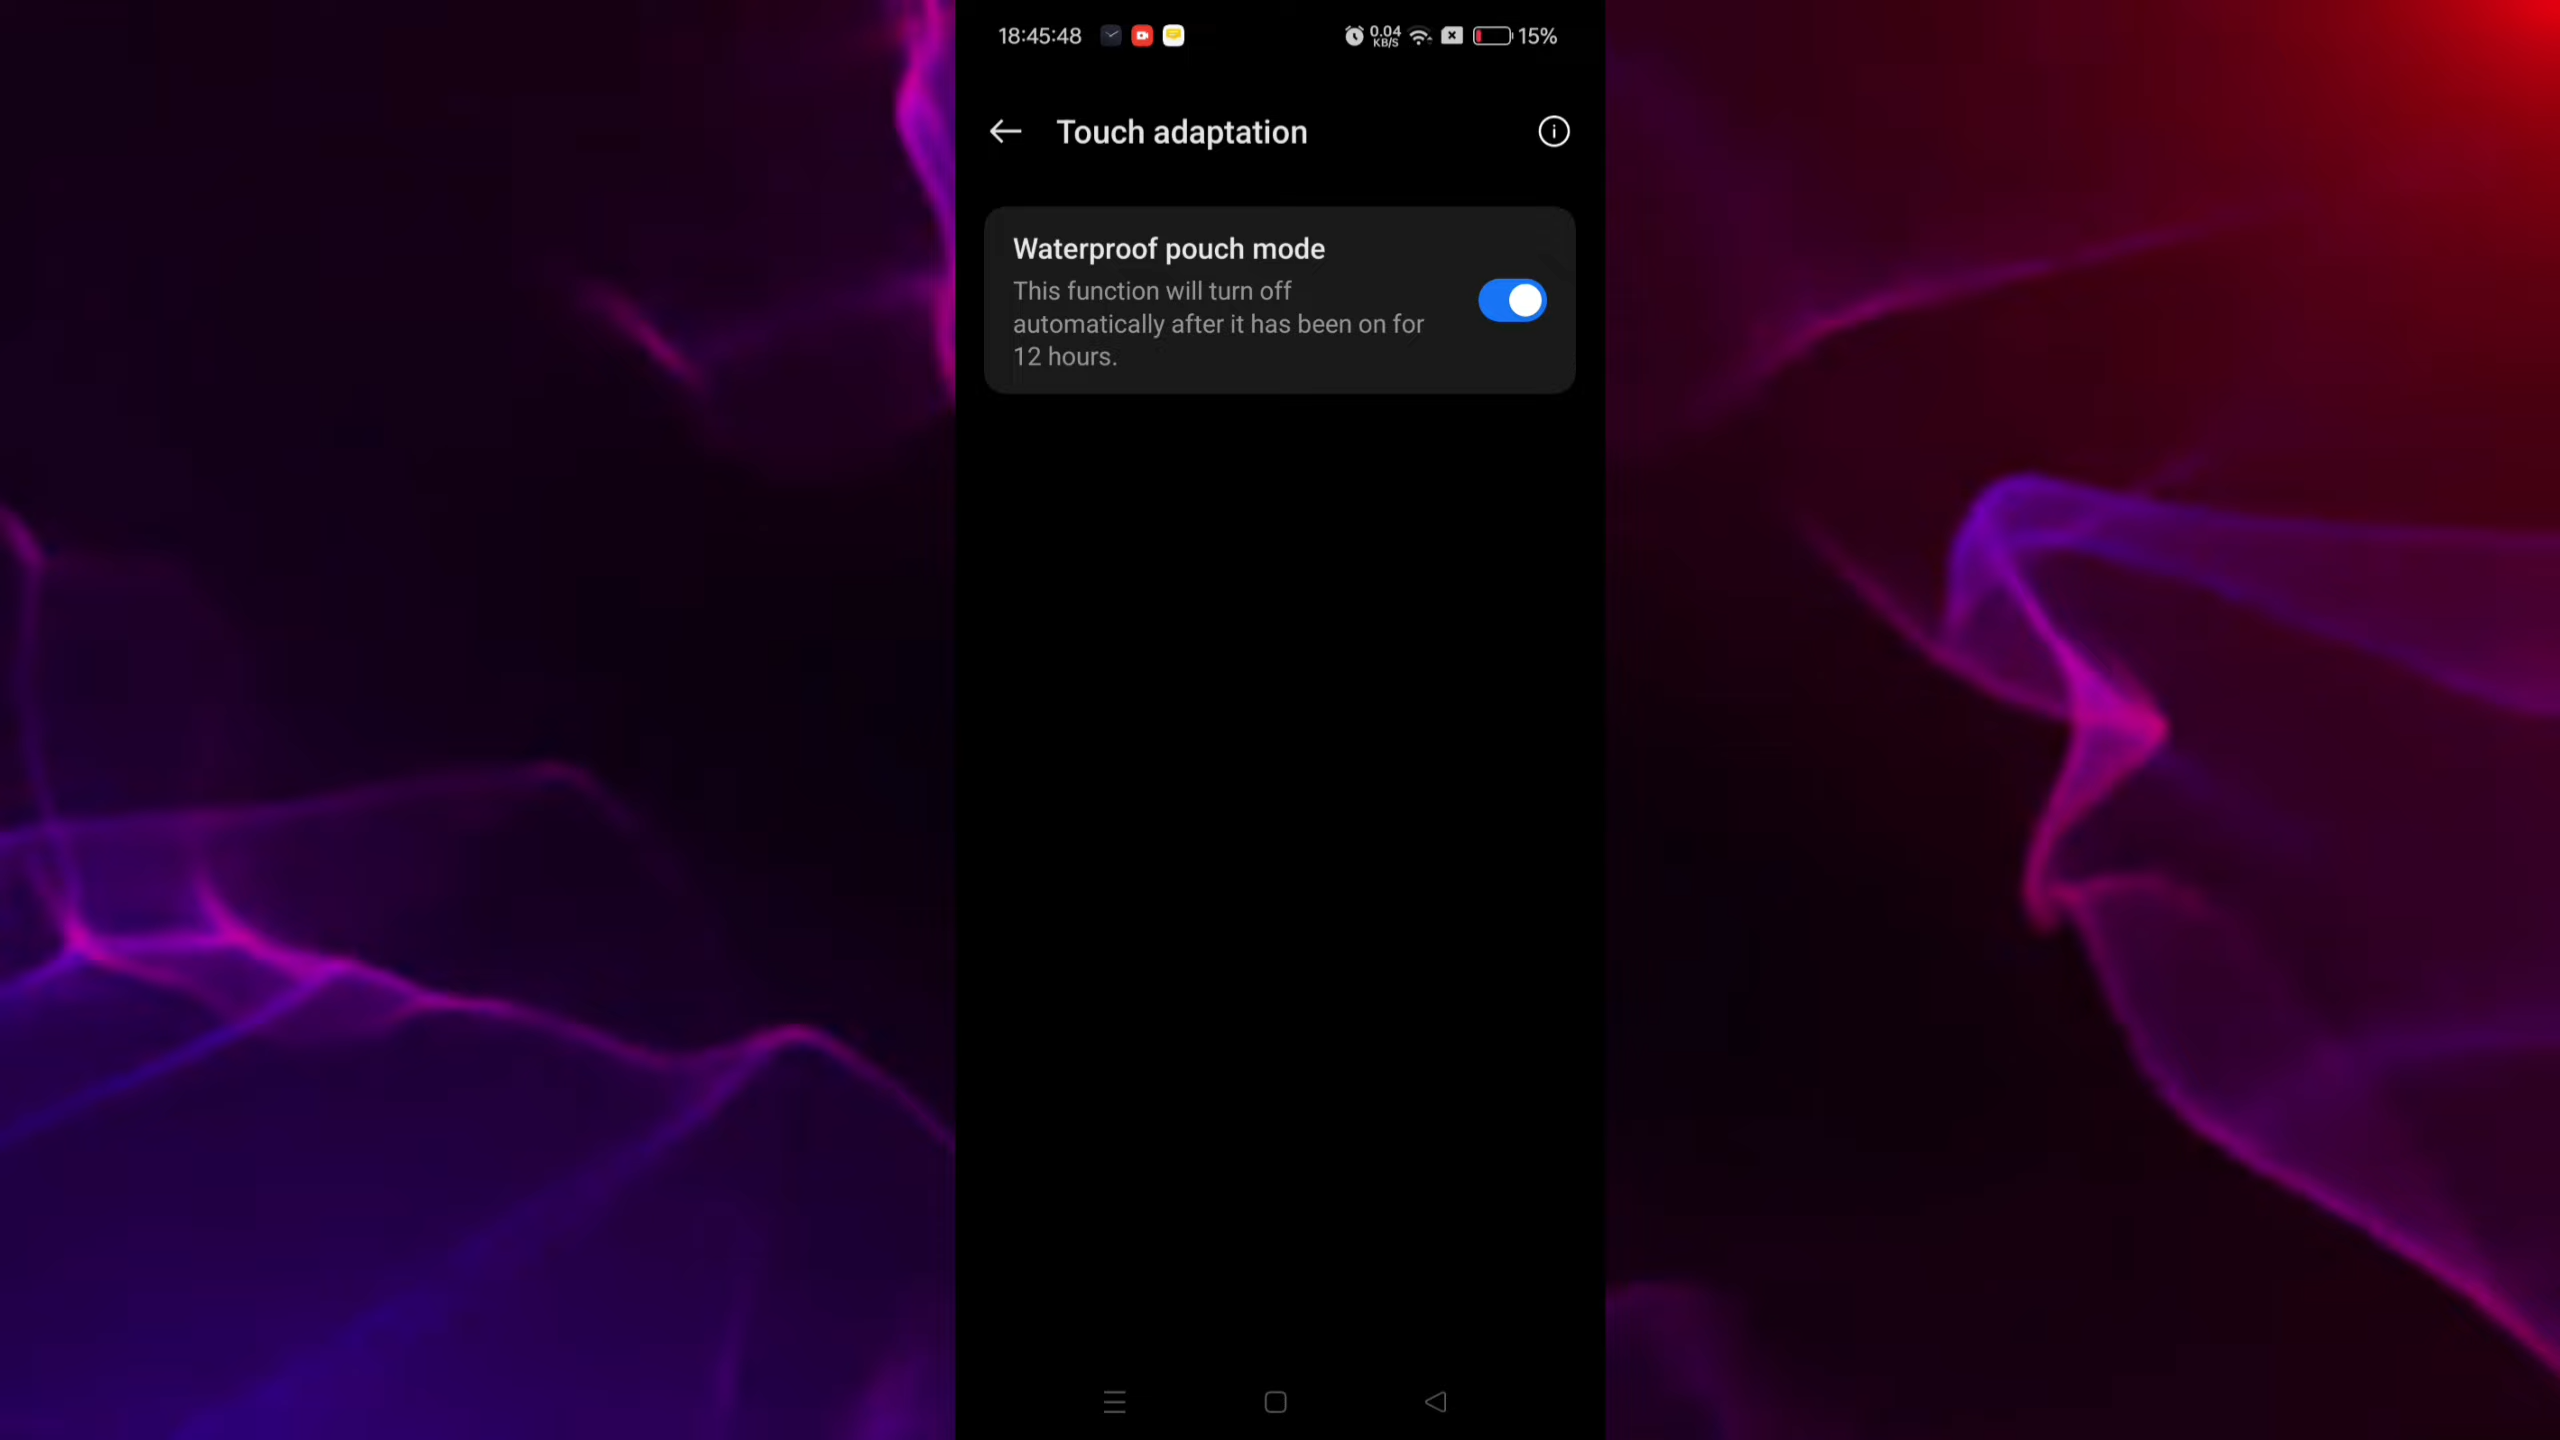 18:45:48
0.04
KB/S
15%
Touch adaptation
Waterproof pouch mode
This function will turn off
automatically after it has been on for
12 hours.